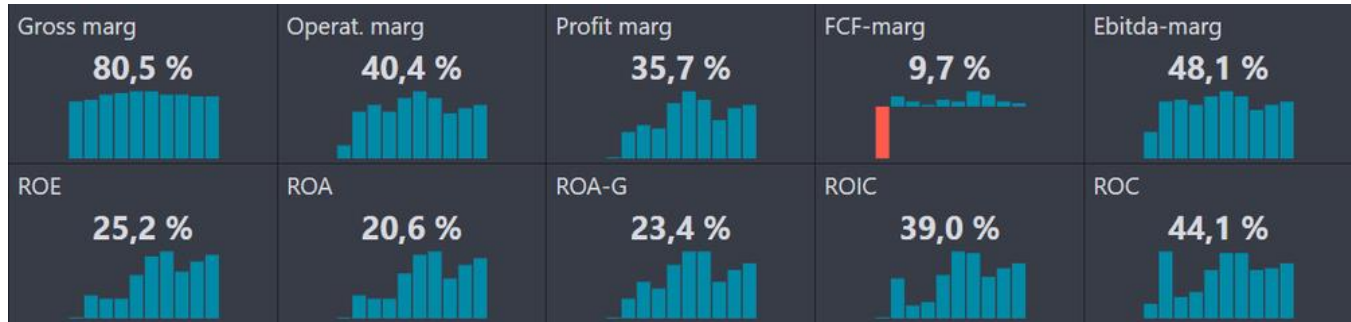 Gross marg Operat. marg Profit marg FCF-marg Ebitda-marg
80,5 % 40,4 % 35,7 % 9,7 % 48,1 %
ROE ROA ROA-G ROIC ROC
25,2 % 20,6 % 23,4 % 39,0 % 44,1 %